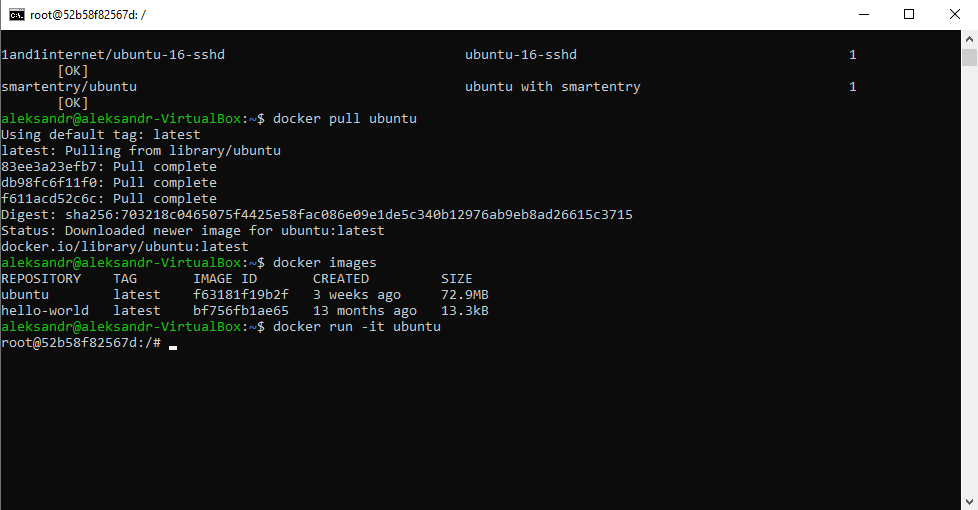 root@52b58f82567d: /
1and1internet/ubuntu-16-sshd ubuntu-16-sshd 1
[OK]
smartentry/ubuntu ubuntu with smartentry 1
[OK]
aleksandr@aleksandr-VirtualBox:~$ docker pull ubuntu
Using default tag: latest
latest: Pulling from library/ubuntu
83ee3a23efb7: Pull complete
db98fc6f11f0: Pull complete
f611acd52c6c: Pull complete
Digest: sha256:703218c0465075f4425e58fac086e09e1de5c340b12976ab9eb8ad26615c3715
Status: Downloaded newer image for ubuntu:latest
docker.io/library/ubuntu:latest
aleksandr@aleksandr-VirtualBox:~$ docker images
REPOSITORY TAG IMAGE ID CREATED SIZE
ubuntu latest f63181f19b2f 3 weeks ago 72.9MB
hello-world latest bf756fb1ae65 13 months ago 13.3kB
aleksandr@aleksandr-VirtualBox:~$ docker run -it ubuntu
root@52b58f82567d:/#